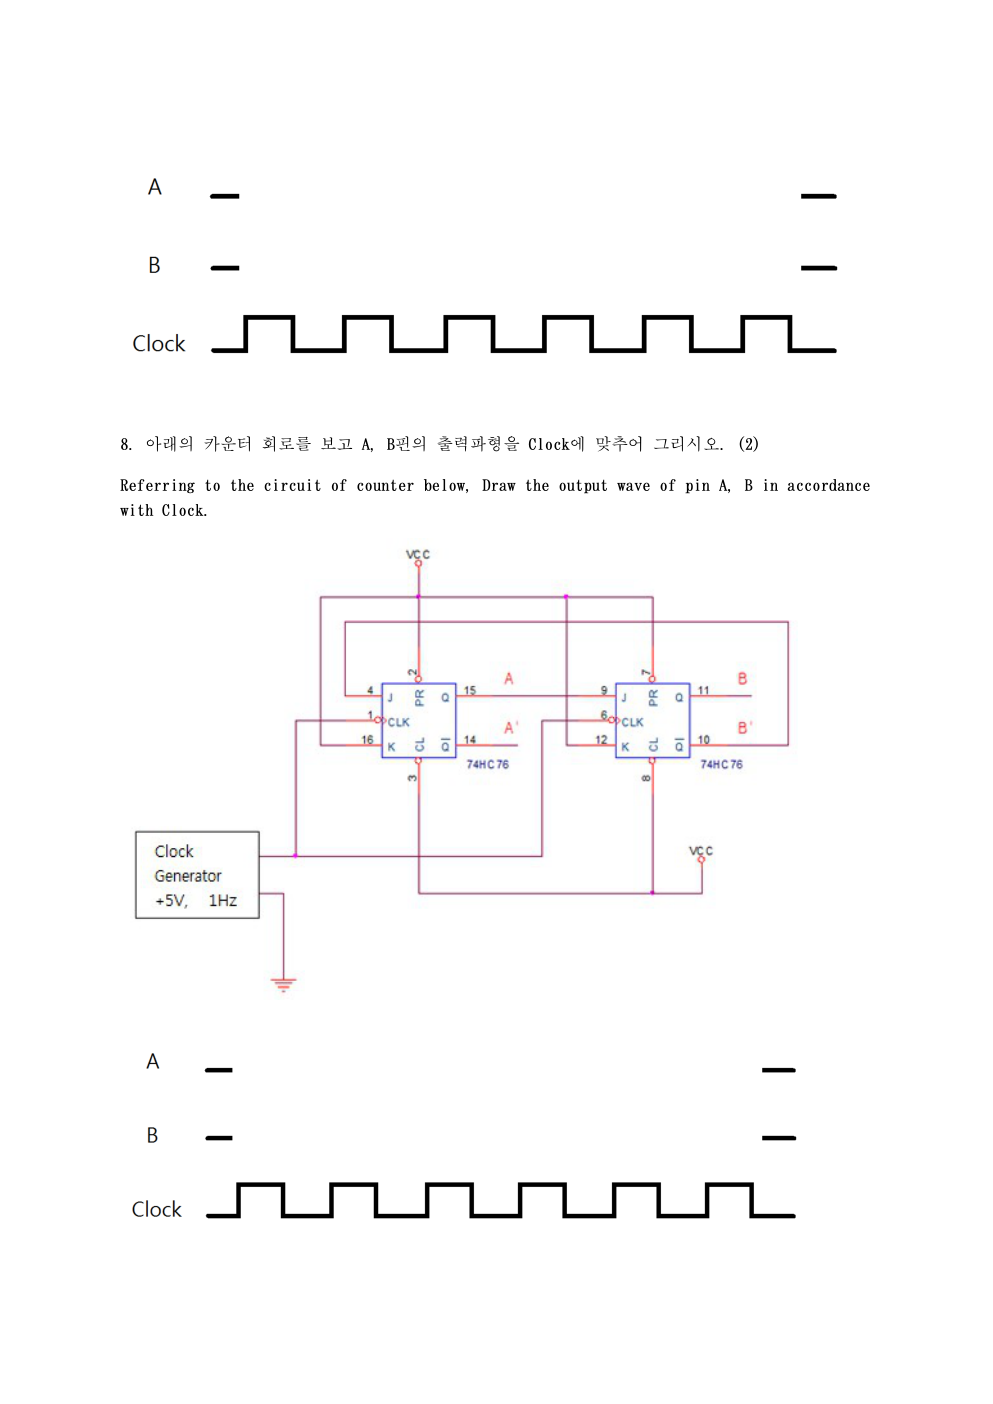 A
B
Clock
8. 아래의 카운터 회로를 보고 A, B핀의 출력파형을 Clock에 맞추어 그리시오. (2)
Referring to the circuit of counter below, Draw the output wave of pin A, B in accordance
with Clock.
VCC
2 7
4 J PR Q 15 A 9 J PR Q 11 B
1 CLK 6 CLK
16 K CL Q 14 A' 12 K CL Q 10 B'
74HC76 74HC76
3 8
Clock
Generator
+5V, 1Hz
VCC
A
B
Clock